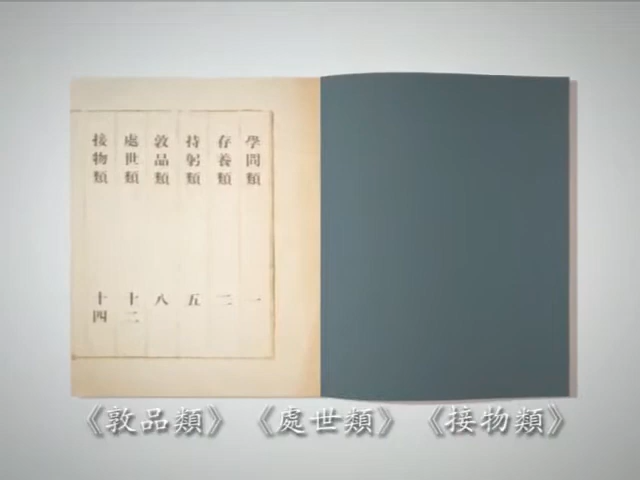 學問類 一
存養類 二
持躬類 五
敦品類 八
處世類 十二
接物類 十四
《敦品類》 《處世類》 《接物類》